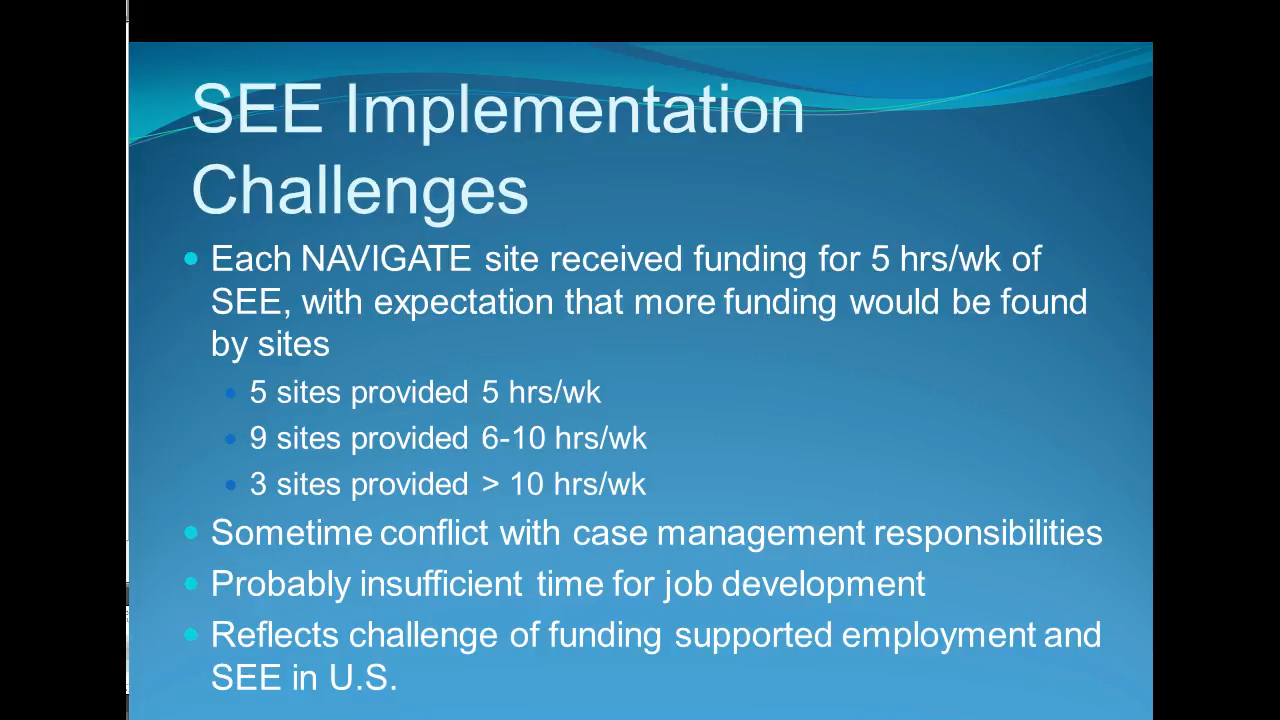 SEE Implementation
Challenges
Each NAVIGATE site received funding for 5 hrs/wk of
SEE, with expectation that more funding would be found
by sites
5 sites provided 5 hrs/wk
9 sites provided 6-10 hrs/wk
3 sites provided > 10 hrs/wk
Sometime conflict with case management responsibilities
Probably insufficient time for job development
Reflects challenge of funding supported employment and
SEE in U.S.